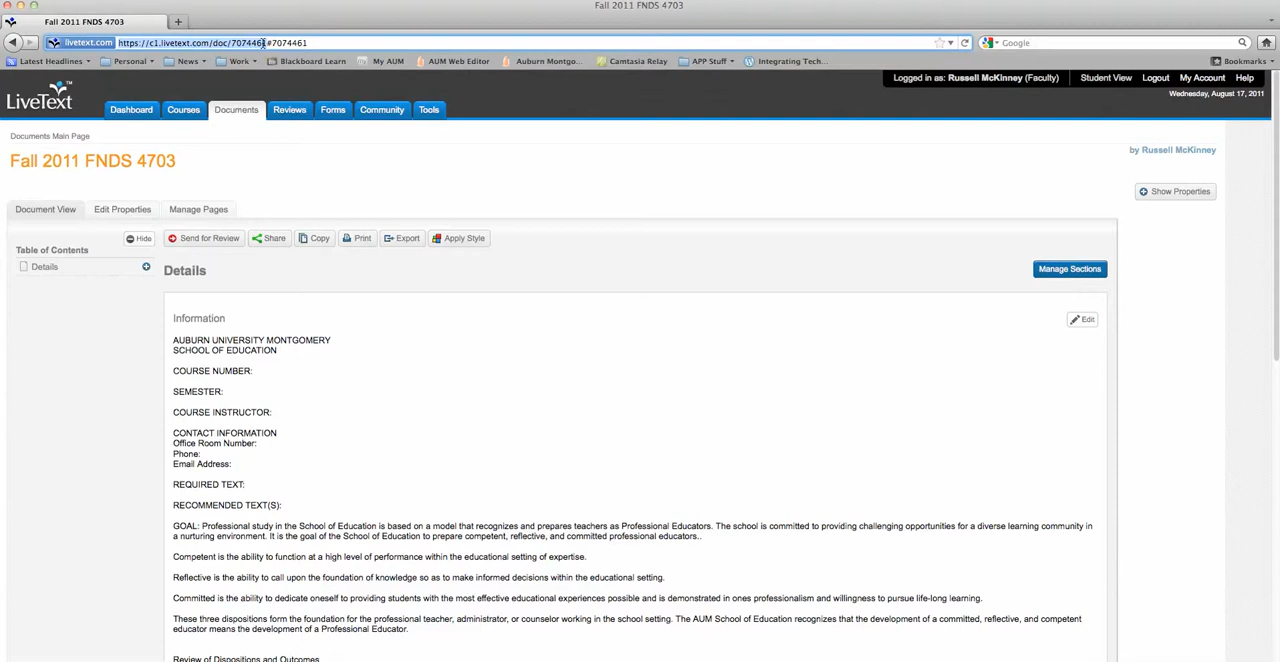 Fall 2011 FNDS 4703
Fall 2011 FNDS 4703
livetext.com https://c1.livetext.com/doc/7074461#7074461 Google
Latest Headlines Personal News Work Blackboard Learn My AUM AUM Web Editor Auburn Montgo... Camtasia Relay APP Stuff Integrating Tech... Bookmarks
Logged in as: Russell McKinney (Faculty) Student View Logout My Account Help
LiveText™
Wednesday, August 17, 2011
Dashboard Courses Documents Reviews Forms Community Tools
Documents Main Page
Fall 2011 FNDS 4703
by Russell McKinney
Show Properties
Document View Edit Properties Manage Pages
Hide Send for Review Share Copy Print Export Apply Style
Table of Contents
Details
Details
Manage Sections
Information
Edit
AUBURN UNIVERSITY MONTGOMERY
SCHOOL OF EDUCATION
COURSE NUMBER:
SEMESTER:
COURSE INSTRUCTOR:
CONTACT INFORMATION
Office Room Number:
Phone:
Email Address:
REQUIRED TEXT:
RECOMMENDED TEXT(S):
GOAL: Professional study in the School of Education is based on a model that recognizes and prepares teachers as Professional Educators. The school is committed to providing challenging opportunities for a diverse learning community in
a nurturing environment. It is the goal of the School of Education to prepare competent, reflective, and committed professional educators..
Competent is the ability to function at a high level of performance within the educational setting of expertise.
Reflective is the ability to call upon the foundation of knowledge so as to make informed decisions within the educational setting.
Committed is the ability to dedicate oneself to providing students with the most effective educational experiences possible and is demonstrated in ones professionalism and willingness to pursue life-long learning.
These three dispositions form the foundation for the professional teacher, administrator, or counselor working in the school setting. The AUM School of Education recognizes that the development of a committed, reflective, and competent
educator means the development of a Professional Educator.
Review of Dispositions and Outcomes